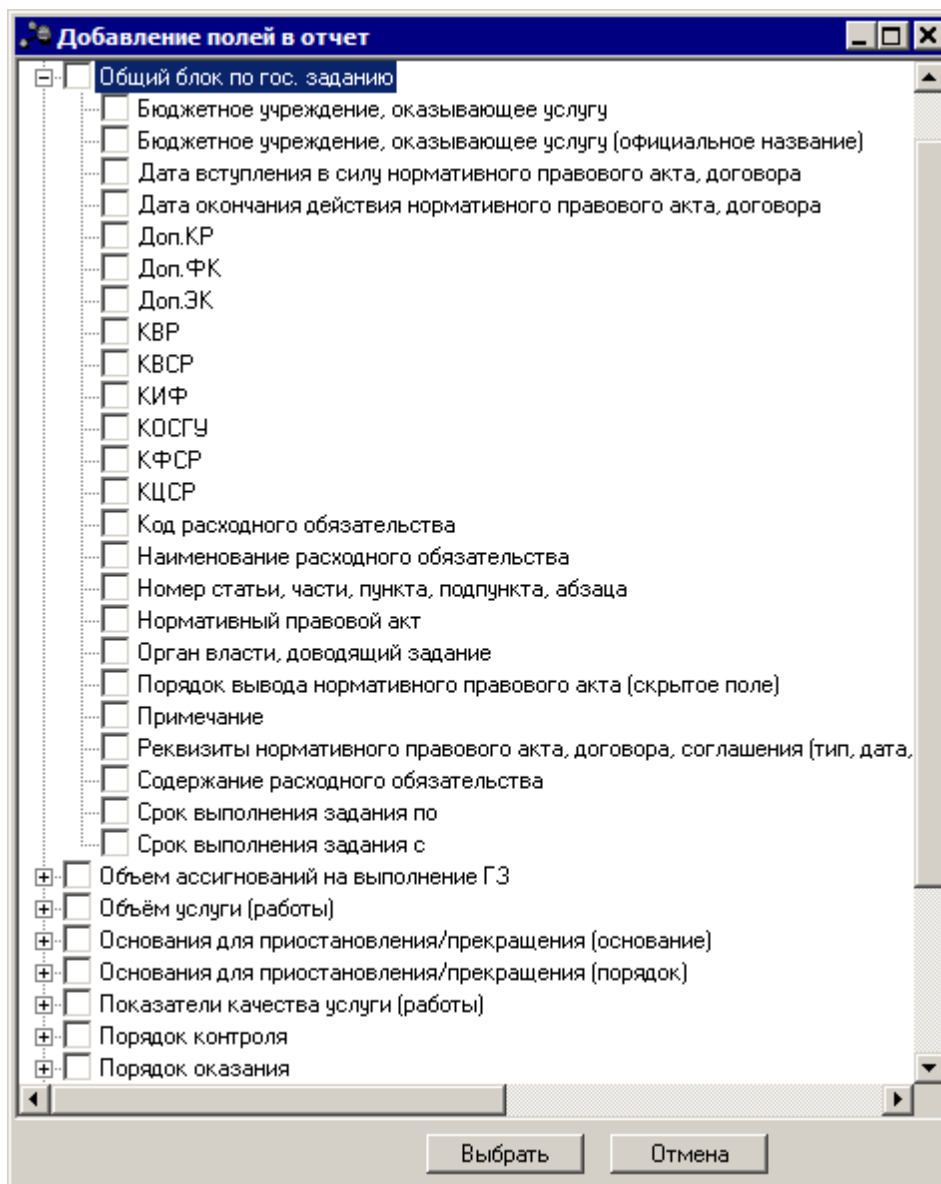 Добавление полей в отчет
Общий блок по гос. заданию
Бюджетное учреждение, оказывающее услугу
Бюджетное учреждение, оказывающее услугу (официальное название)
Дата вступления в силу нормативного правового акта, договора
Дата окончания действия нормативного правового акта, договора
Доп.КР
Доп.ФК
Доп.ЭК
КВР
КВСР
КИФ
КОСГУ
КФСР
КЦСР
Код расходного обязательства
Наименование расходного обязательства
Номер статьи, части, пункта, подпункта, абзаца
Нормативный правовой акт
Орган власти, доводящий задание
Порядок вывода нормативного правового акта (скрытое поле)
Примечание
Реквизиты нормативного правового акта, договора, соглашения (тип, дата,
Содержание расходного обязательства
Срок выполнения задания по
Срок выполнения задания с
Объем ассигнований на выполнение ГЗ
Объём услуги (работы)
Основания для приостановления/прекращения (основание)
Основания для приостановления/прекращения (порядок)
Показатели качества услуги (работы)
Порядок контроля
Порядок оказания
Выбрать Отмена